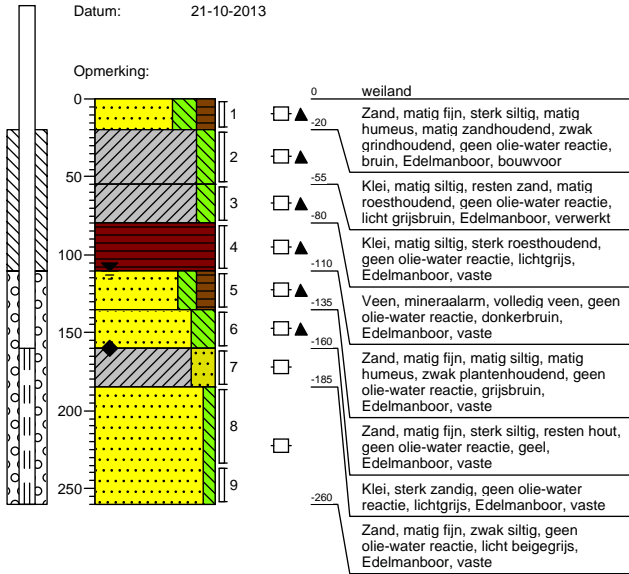 Datum: 21-10-2013
Opmerking:
0
50
100
150
200
250
1
2
3
4
5
6
7
8
9
0 weiland
Zand, matig fijn, sterk siltig, matig
humeus, matig zandhoudend, zwak
grindhoudend, geen olie-water reactie,
bruin, Edelmanboor, bouwvoor
-20
Klei, matig siltig, resten zand, matig
roesthoudend, geen olie-water reactie,
licht grijsbruin, Edelmanboor, verwerkt
-55
Klei, matig siltig, sterk roesthoudend,
geen olie-water reactie, lichtgrijs,
Edelmanboor, vaste
-80
Veen, mineraalarm, volledig veen, geen
olie-water reactie, donkerbruin,
Edelmanboor, vaste
-110
Zand, matig fijn, matig siltig, matig
humeus, zwak plantenhoudend, geen
olie-water reactie, grijsbruin,
Edelmanboor, vaste
-135
Zand, matig fijn, sterk siltig, resten hout,
geen olie-water reactie, geel,
Edelmanboor, vaste
-160
Klei, sterk zandig, geen olie-water
reactie, lichtgrijs, Edelmanboor, vaste
-185
Zand, matig fijn, zwak siltig, geen
olie-water reactie, licht beigegrijs,
Edelmanboor, vaste
-260